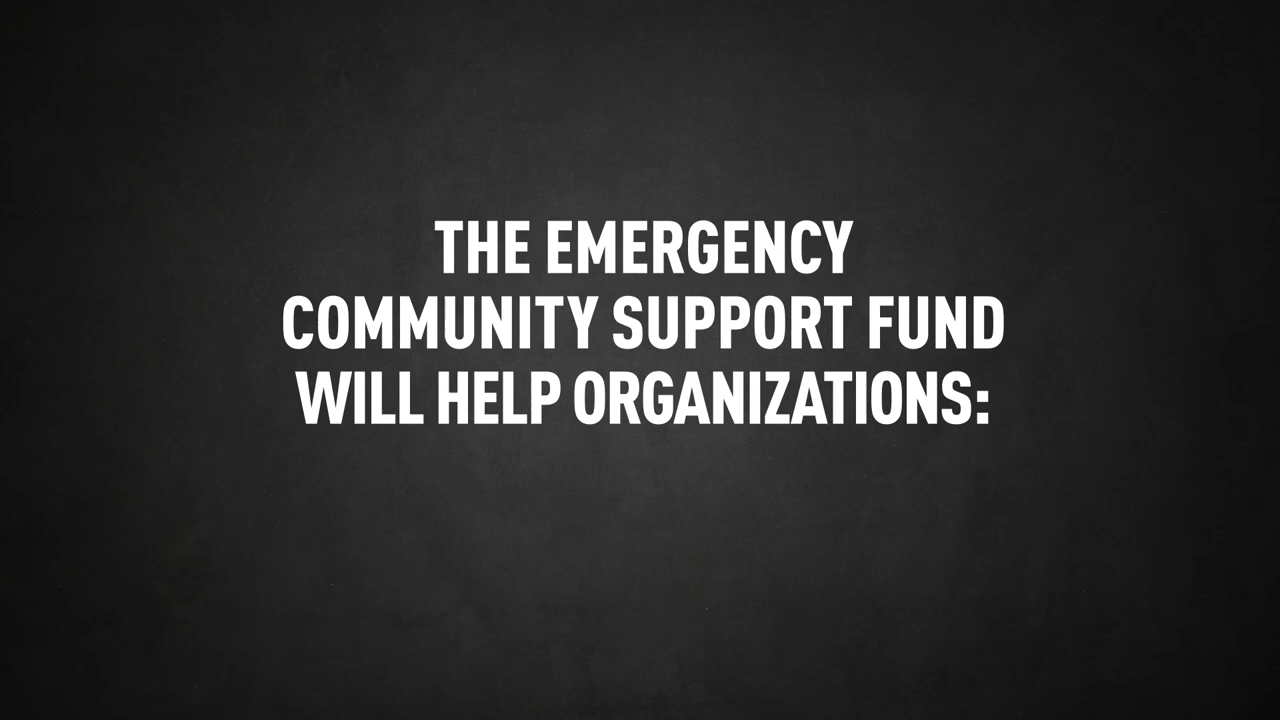 THE EMERGENCY
COMMUNITY SUPPORT FUND
WILL HELP ORGANIZATIONS: